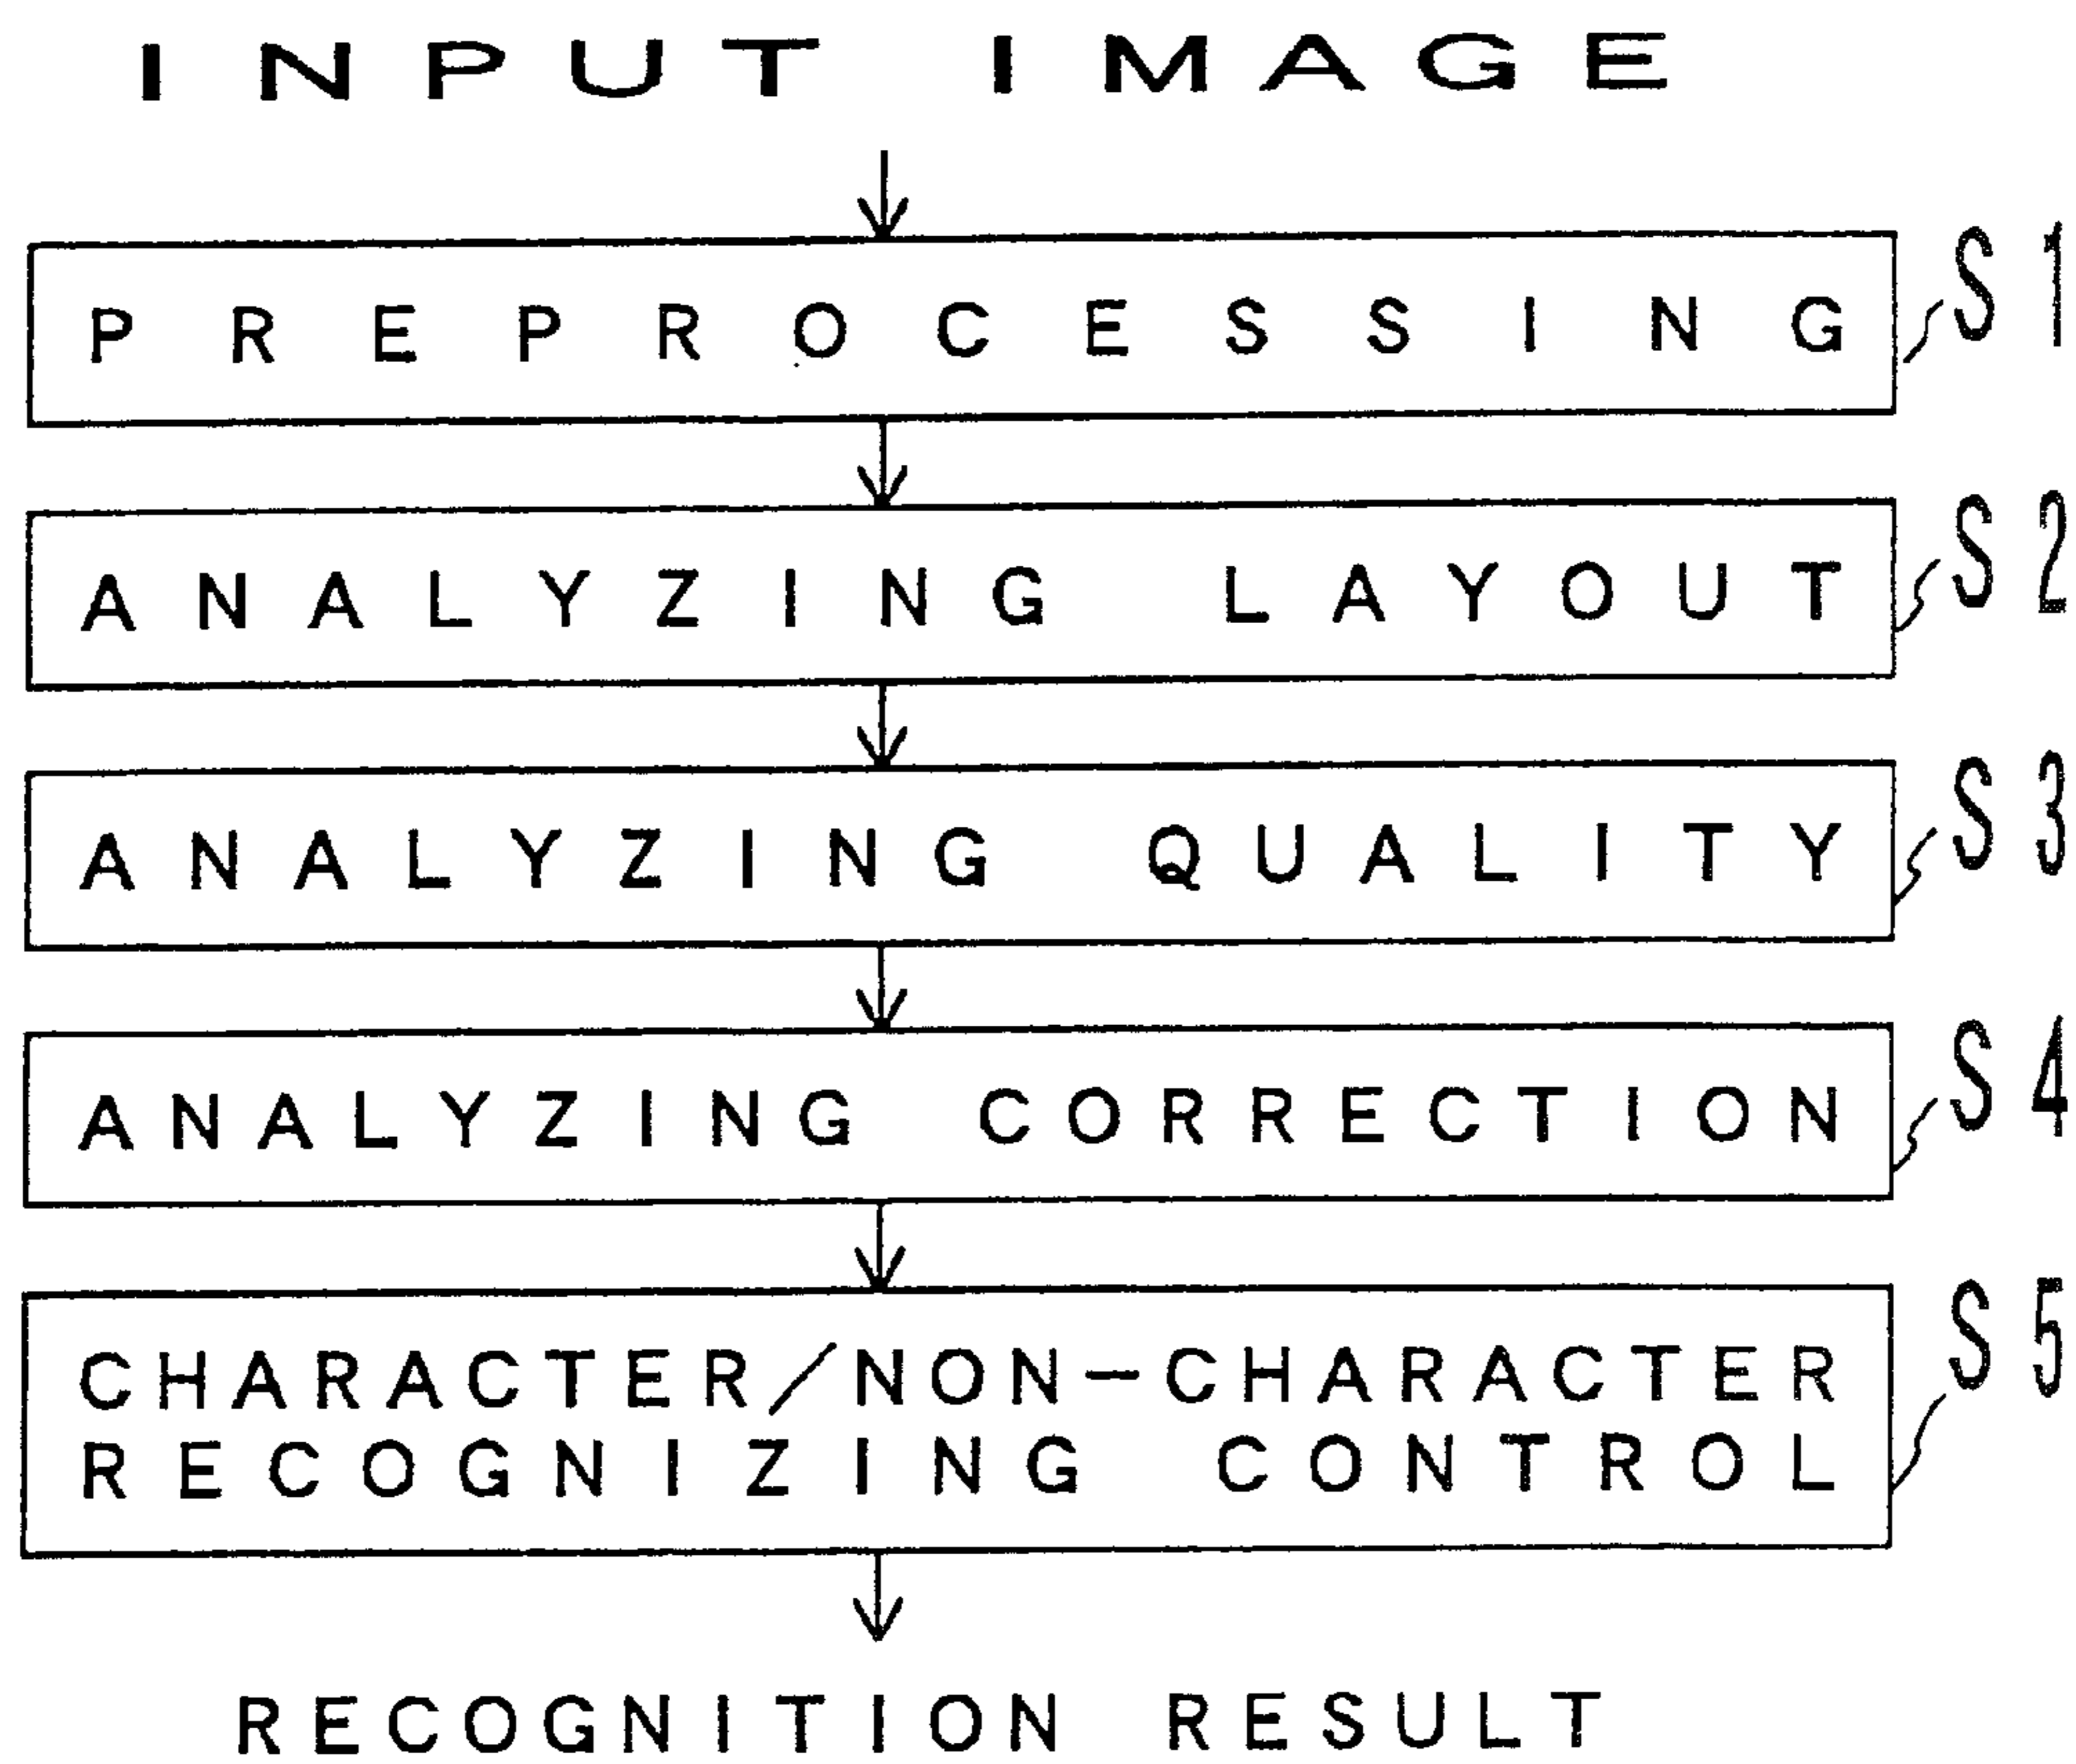 INPUT IMAGE
PREPROCESSING S1
ANALYZING LAYOUT S2
ANALYZING QUALITY S3
ANALYZING CORRECTION S4
CHARACTER/NON-CHARACTER S5
RECOGNIZING CONTROL
RECOGNITION RESULT